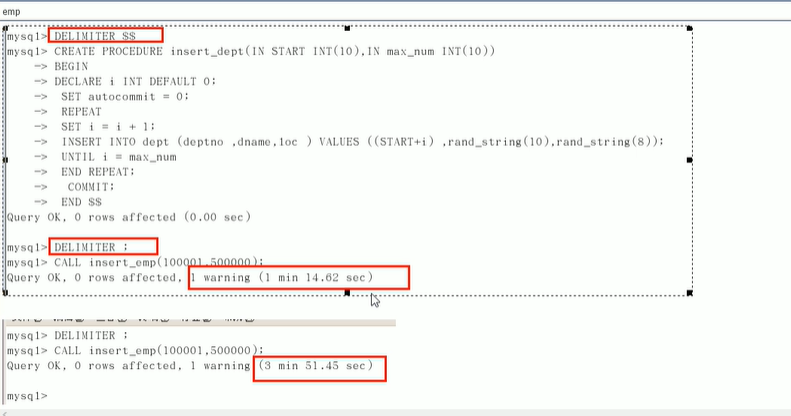 emp
mysql> DELIMITER $$
mysql> CREATE PROCEDURE insert_dept(IN START INT(10),IN max_num INT(10))
-> BEGIN
-> DECLARE i INT DEFAULT 0;
-> SET autocommit = 0;
-> REPEAT
-> SET i = i + 1;
-> INSERT INTO dept (deptno ,dname,loc ) VALUES ((START+i) ,rand_string(10),rand_string(8));
-> UNTIL i = max_num
-> END REPEAT;
-> COMMIT;
-> END $$
Query OK, 0 rows affected (0.00 sec)
mysql> DELIMITER ;
mysql> CALL insert_emp(100001,500000);
Query OK, 0 rows affected, 1 warning (1 min 14.62 sec)
mysql> DELIMITER ;
mysql> CALL insert_emp(100001,500000);
Query OK, 0 rows affected, 1 warning (3 min 51.45 sec)
mysql>